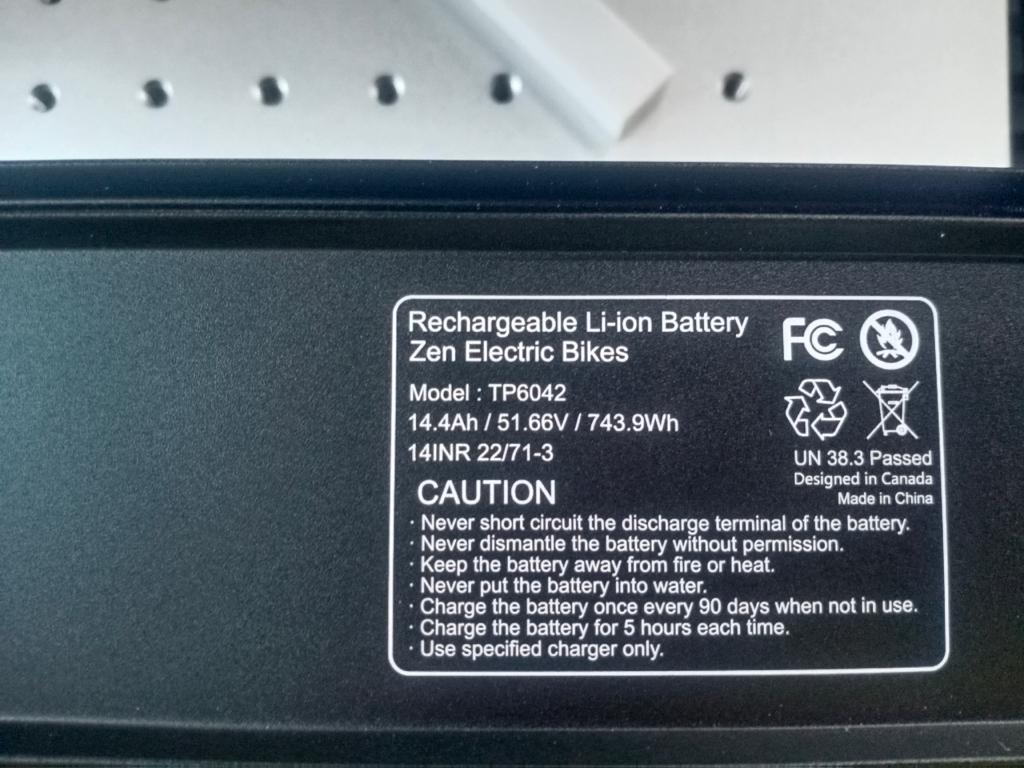 Rechargeable Li-ion Battery
Zen Electric Bikes
Model : TP6042
14.4Ah / 51.66V / 743.9Wh
14INR 22/71-3
FC
UN 38.3 Passed
Designed in Canada
Made in China
CAUTION
· Never short circuit the discharge terminal of the battery.
· Never dismantle the battery without permission.
· Keep the battery away from fire or heat.
· Never put the battery into water.
· Charge the battery once every 90 days when not in use.
· Charge the battery for 5 hours each time.
· Use specified charger only.